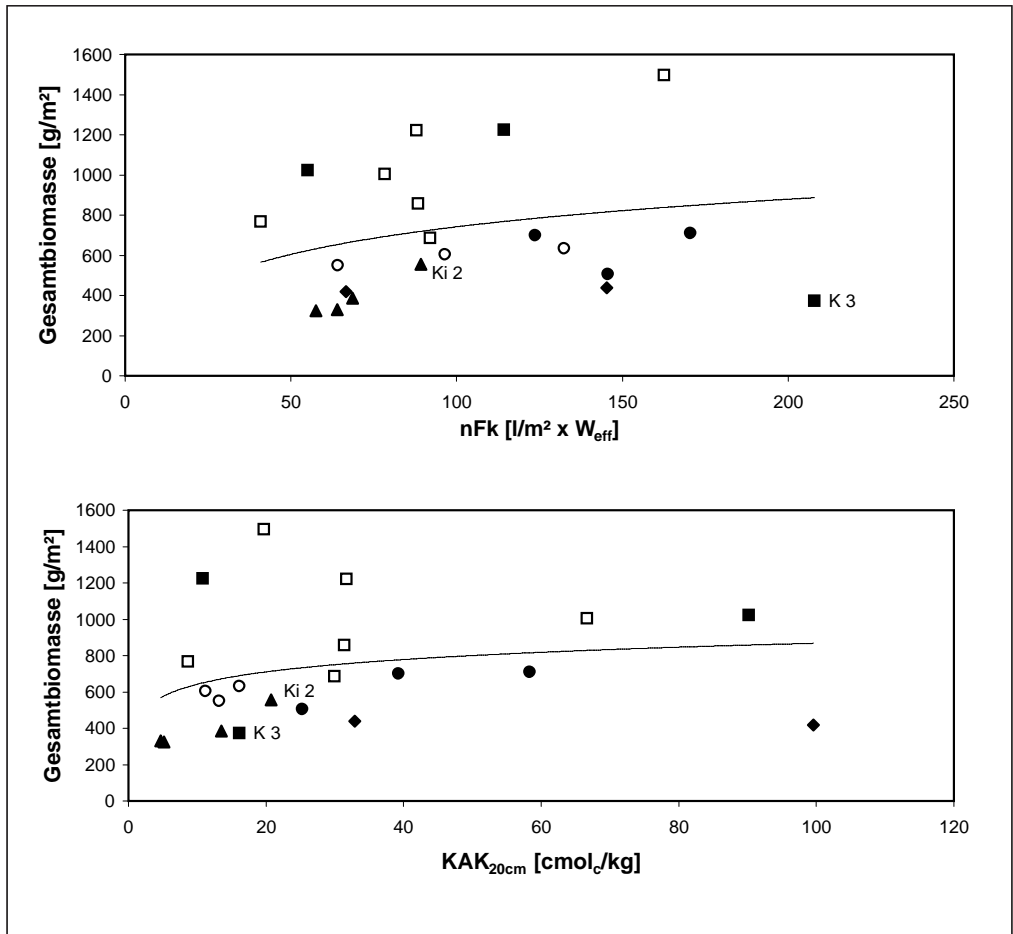 Gesamtbiomasse [g/m²]
1600
1400
1200
1000
800
600
400
200
0
Ki 2
K 3
0 50 100 150 200 250
nFk [l/m² x Weff]
Gesamtbiomasse [g/m²]
1600
1400
1200
1000
800
600
400
200
0
Ki 2
K 3
0 20 40 60 80 100 120
KAK20cm [cmolc/kg]